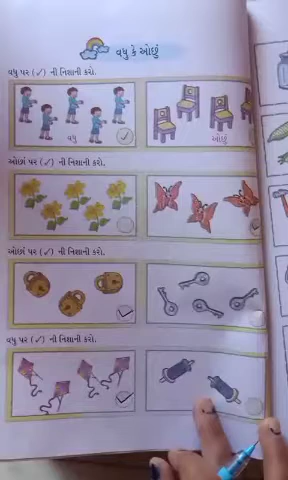 વધુ કે ઓછું
વધુ પર (✓) ની નિશાની કરો.
વધુ
ઓછું
ઓછાં પર (✓) ની નિશાની કરો.
ઓછાં પર (✓) ની નિશાની કરો.
વધુ પર (✓) ની નિશાની કરો.